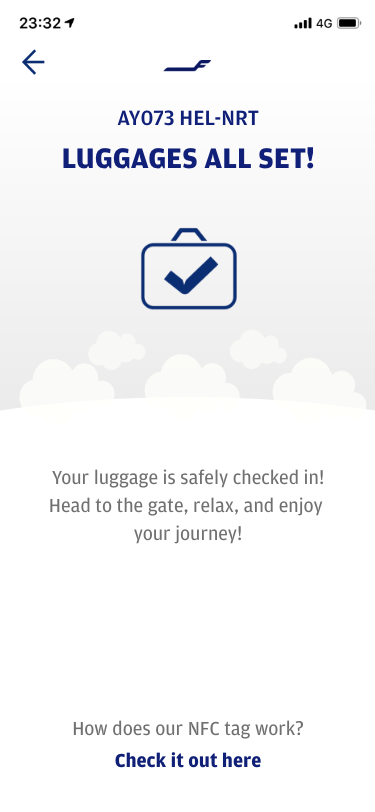 23:32
4G
AY073 HEL-NRT
LUGGAGES ALL SET!
Your luggage is safely checked in!
Head to the gate, relax, and enjoy
your journey!
How does our NFC tag work?
Check it out here